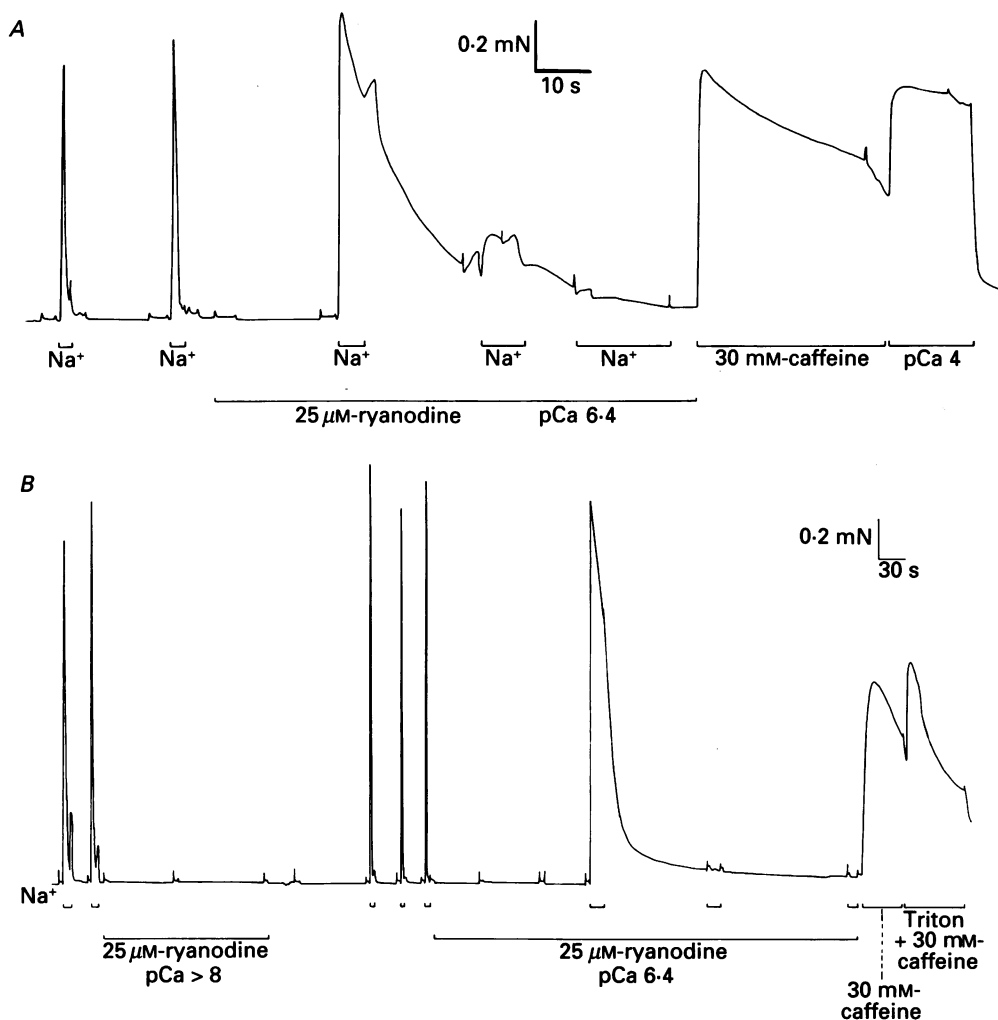 A
0·2 mN
10 s
Na⁺ Na⁺ Na⁺ Na⁺ Na⁺ 30 mM-caffeine pCa 4
25 μM-ryanodine pCa 6·4
B
0·2 mN
30 s
Na⁺
25 μM-ryanodine
pCa > 8
25 μM-ryanodine
pCa 6·4
Triton
+ 30 mM-
caffeine
30 mM-
caffeine